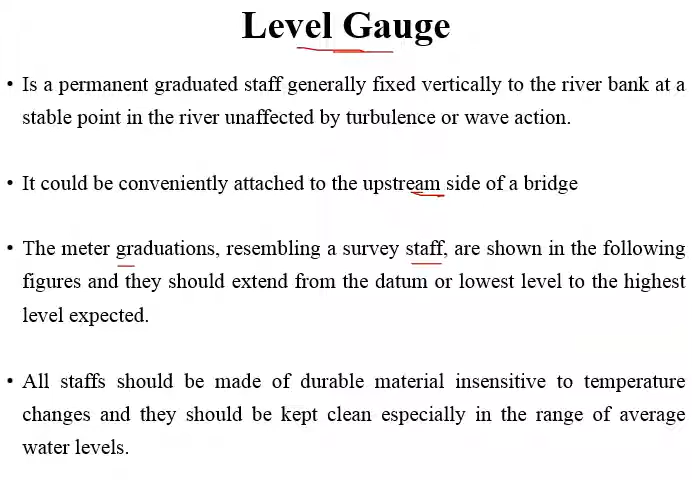 Level Gauge
• Is a permanent graduated staff generally fixed vertically to the river bank at a
stable point in the river unaffected by turbulence or wave action.
• It could be conveniently attached to the upstream side of a bridge
• The meter graduations, resembling a survey staff, are shown in the following
figures and they should extend from the datum or lowest level to the highest
level expected.
• All staffs should be made of durable material insensitive to temperature
changes and they should be kept clean especially in the range of average
water levels.